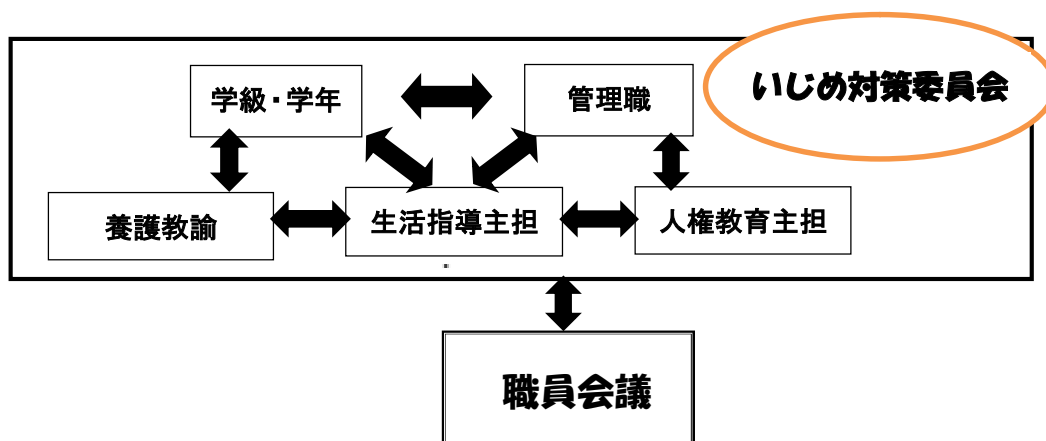 いじめ対策委員会
学級・学年
管理職
養護教諭
生活指導主担
人権教育主担
職員会議